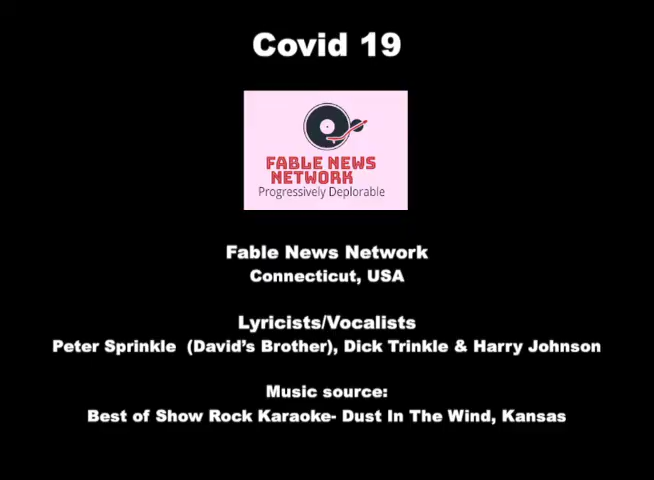 Covid 19
FABLE NEWS
NETWORK
Progressively Deplorable
Fable News Network
Connecticut, USA
Lyricists/Vocalists
Peter Sprinkle (David's Brother), Dick Trinkle & Harry Johnson
Music source:
Best of Show Rock Karaoke- Dust In The Wind, Kansas